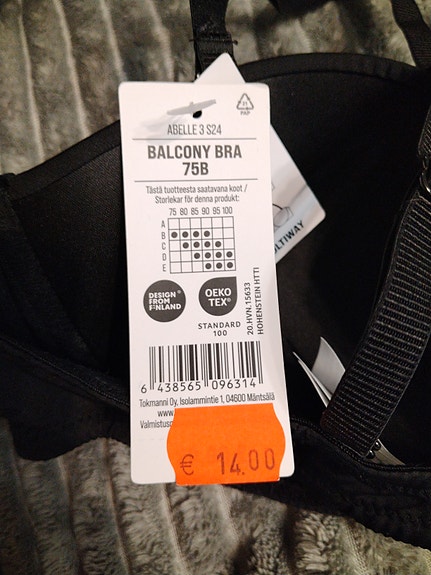 21
PAP
ABELLE 3 S24
BALCONY BRA
75B
Tästä tuotteesta saatavana koot /
Storlekar för denna produkt:
75 80 85 90 95 100
A
B
C
D
E
DESIGN
FROM
FINLAND
OEKO
TEX®
STANDARD
100
20.HVN.15633
HOHENSTEIN HTTI
6 438565 096314
Tokmanni Oy, Isolammintie 1, 04600 Mäntsälä
www.
€ 14.00